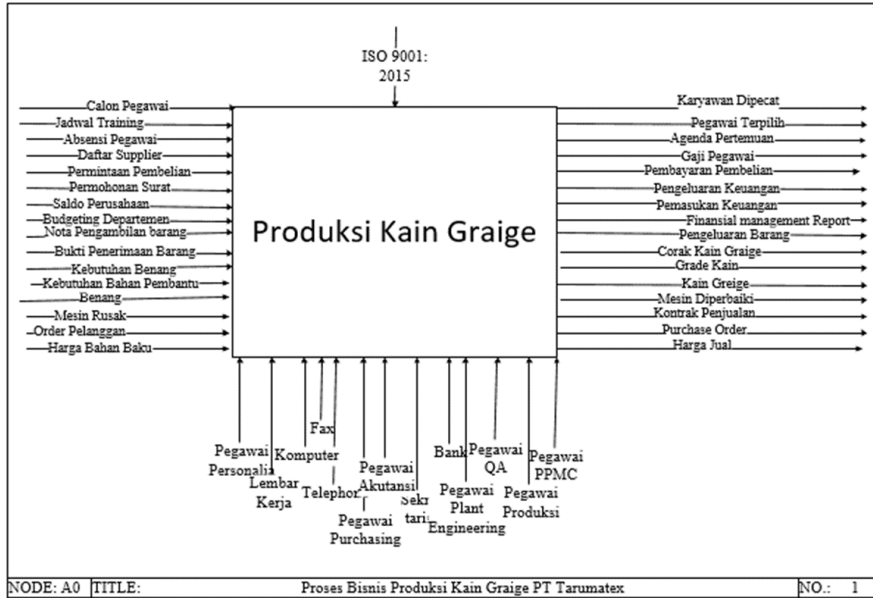 ISO 9001:
2015
Calon Pegawai
Jadwal Training
Absensi Pegawai
Daftar Supplier
Permintaan Pembelian
Permohonan Surat
Saldo Perusahaan
Budgeting Departemen
Nota Pengambilan barang
Bukti Penerimaan Barang
Kebutuhan Benang
Kebutuhan Bahan Pembantu
Benang
Mesin Rusak
Order Pelanggan
Harga Bahan Baku
Produksi Kain Graige
Karyawan Dipecat
Pegawai Terpilih
Agenda Pertemuan
Gaji Pegawai
Pembayaran Pembelian
Pengeluaran Keuangan
Pemasukan Keuangan
Finansial management Report
Pengeluaran Barang
Corak Kain Graige
Grade Kain
Kain Greige
Mesin Diperbaiki
Kontrak Penjualan
Purchase Order
Harga Jual
Pegawai
Personalia
Lembar
Kerja
Komputer
Fax
Telephon
Pegawai
Purchasing
Pegawai
Akutansi
Sekr
taris
Bank
Pegawai
Plant
Engineering
Pegawai
QA
Pegawai
Produksi
Pegawai
PPMC
NODE: A0 TITLE: Proses Bisnis Produksi Kain Graige PT Tarumatex NO.: 1